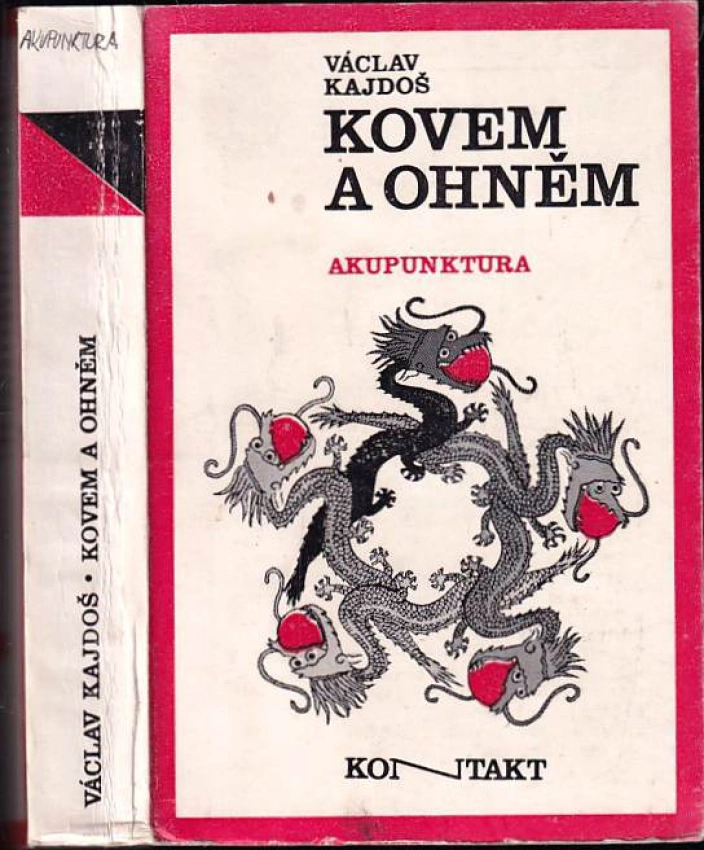 AKUPUNKTURA
VÁCLAV KAJDOŠ • KOVEM A OHNĚM
VÁCLAV
KAJDOŠ
KOVEM
A OHNĚM
AKUPUNKTURA
KONTAKT